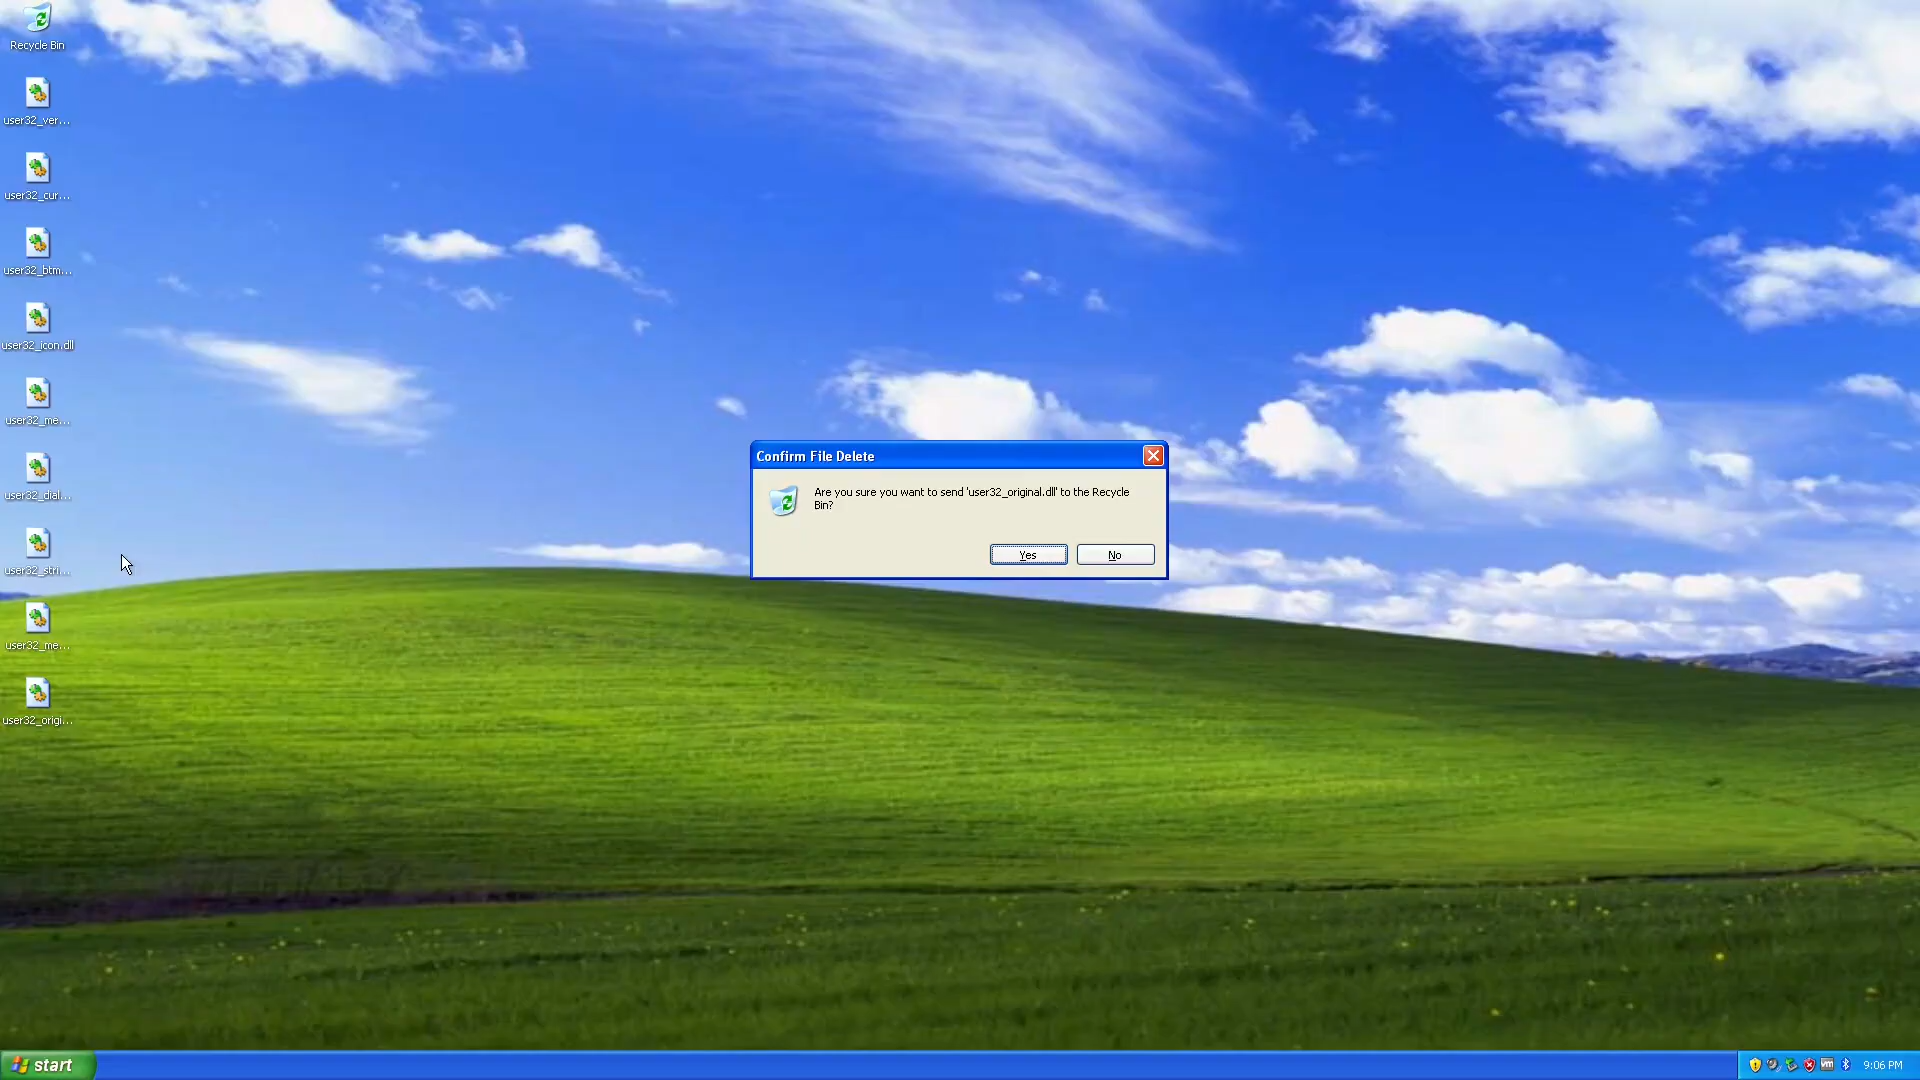 Recycle Bin
user32_ver...
user32_cur...
user32_btm...
user32_icon.dll
user32_me...
user32_dial...
user32_stri...
user32_me...
user32_origi...
Confirm File Delete
Are you sure you want to send 'user32_original.dll' to the Recycle
Bin?
Yes
No
start
vm
9:06 PM